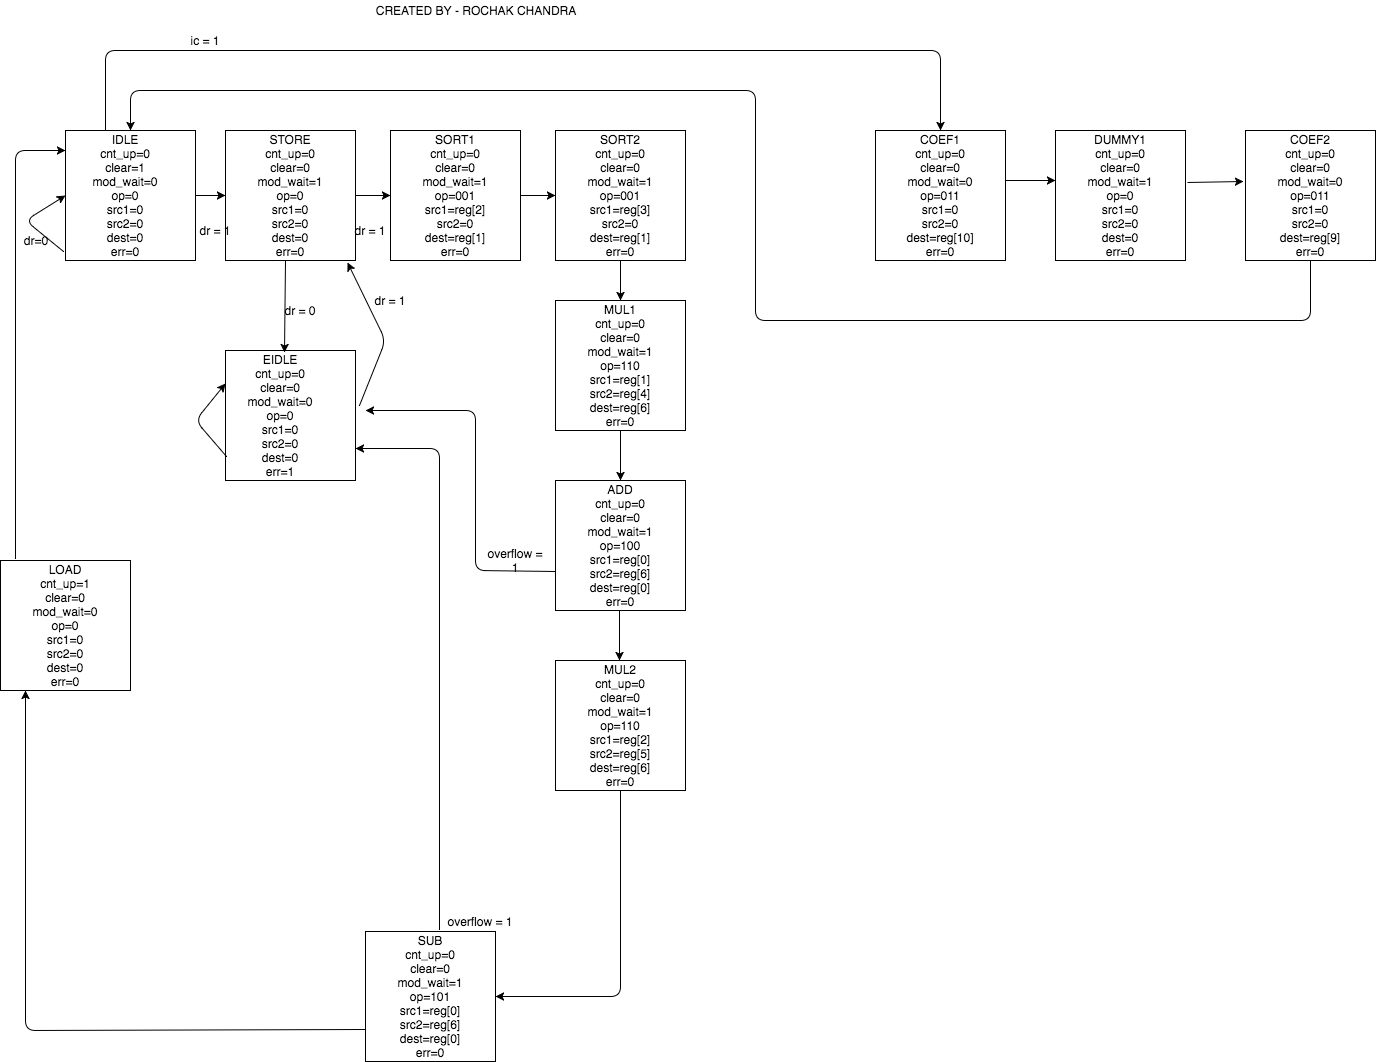 CREATED BY - ROCHAK CHANDRA
ic = 1
IDLE
cnt_up=0
clear=1
mod_wait=0
op=0
src1=0
src2=0
dest=0
err=0
dr=0
dr = 1
STORE
cnt_up=0
clear=0
mod_wait=1
op=0
src1=0
src2=0
dest=0
err=0
dr = 1
SORT1
cnt_up=0
clear=0
mod_wait=1
op=001
src1=reg[2]
src2=0
dest=reg[1]
err=0
SORT2
cnt_up=0
clear=0
mod_wait=1
op=001
src1=reg[3]
src2=0
dest=reg[1]
err=0
COEF1
cnt_up=0
clear=0
mod_wait=0
op=011
src1=0
src2=0
dest=reg[10]
err=0
DUMMY1
cnt_up=0
clear=0
mod_wait=1
op=0
src1=0
src2=0
dest=0
err=0
COEF2
cnt_up=0
clear=0
mod_wait=0
op=011
src1=0
src2=0
dest=reg[9]
err=0
dr = 0
dr = 1
MUL1
cnt_up=0
clear=0
mod_wait=1
op=110
src1=reg[1]
src2=reg[4]
dest=reg[6]
err=0
EIDLE
cnt_up=0
clear=0
mod_wait=0
op=0
src1=0
src2=0
dest=0
err=1
ADD
cnt_up=0
clear=0
mod_wait=1
op=100
src1=reg[0]
src2=reg[6]
dest=reg[0]
err=0
overflow =
1
LOAD
cnt_up=1
clear=0
mod_wait=0
op=0
src1=0
src2=0
dest=0
err=0
MUL2
cnt_up=0
clear=0
mod_wait=1
op=110
src1=reg[2]
src2=reg[5]
dest=reg[6]
err=0
overflow = 1
SUB
cnt_up=0
clear=0
mod_wait=1
op=101
src1=reg[0]
src2=reg[6]
dest=reg[0]
err=0